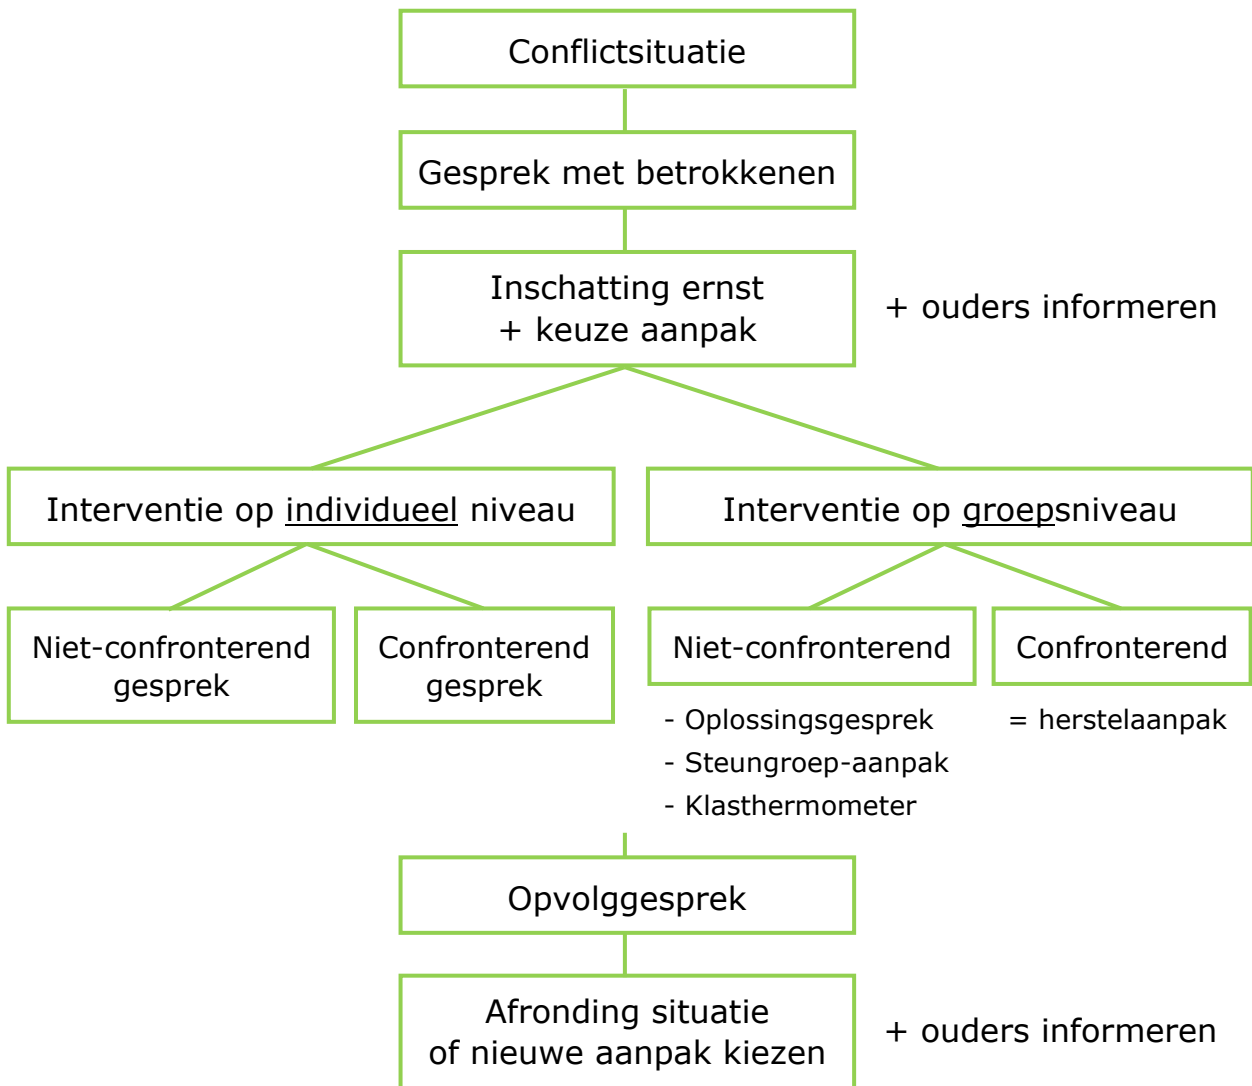 Conflictsituatie
Gesprek met betrokkenen
Inschatting ernst
+ keuze aanpak
+ ouders informeren
Interventie op individueel niveau
Interventie op groepsniveau
Niet-confronterend
gesprek
Confronterend
gesprek
Niet-confronterend
Confronterend
- Oplossingsgesprek
- Steungroep-aanpak
- Klasthermometer
= herstelaanpak
Opvolggesprek
Afronding situatie
of nieuwe aanpak kiezen
+ ouders informeren